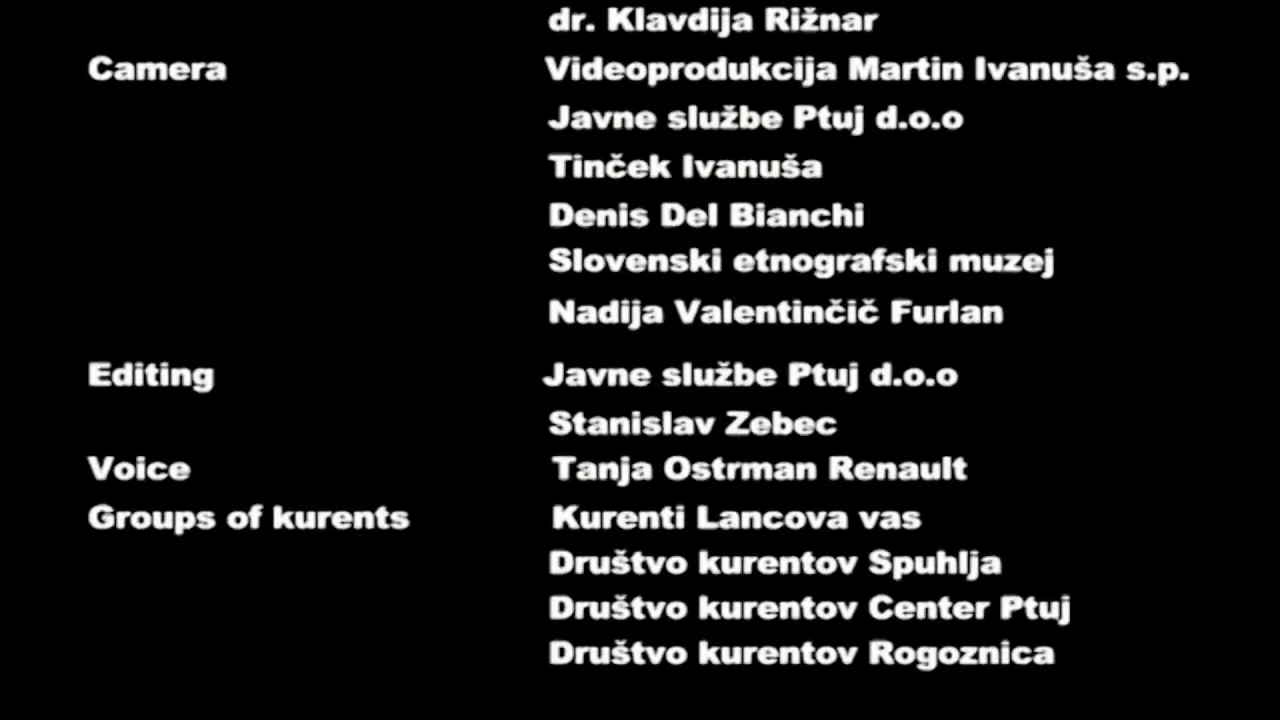 dr. Klavdija Rižnar
Camera Videoprodukcija Martin Ivanuša s.p.
Javne službe Ptuj d.o.o
Tinček Ivanuša
Denis Del Bianchi
Slovenski etnografski muzej
Nadija Valentinčič Furlan
Editing Javne službe Ptuj d.o.o
Stanislav Zebec
Voice Tanja Ostrman Renault
Groups of kurents Kurenti Lancova vas
Društvo kurentov Spuhlja
Društvo kurentov Center Ptuj
Društvo kurentov Rogoznica